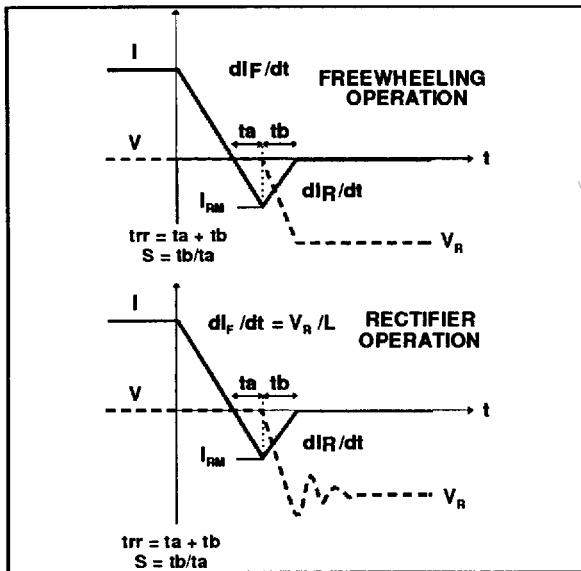 I
dIF/dt
FREEWHEELING
OPERATION
ta tb
V
t
IRM
dIR/dt
VR
trr = ta + tb
S = tb/ta
I
dIF/dt = VR/L
RECTIFIER
OPERATION
ta tb
V
t
IRM
dIR/dt
VR
trr = ta + tb
S = tb/ta